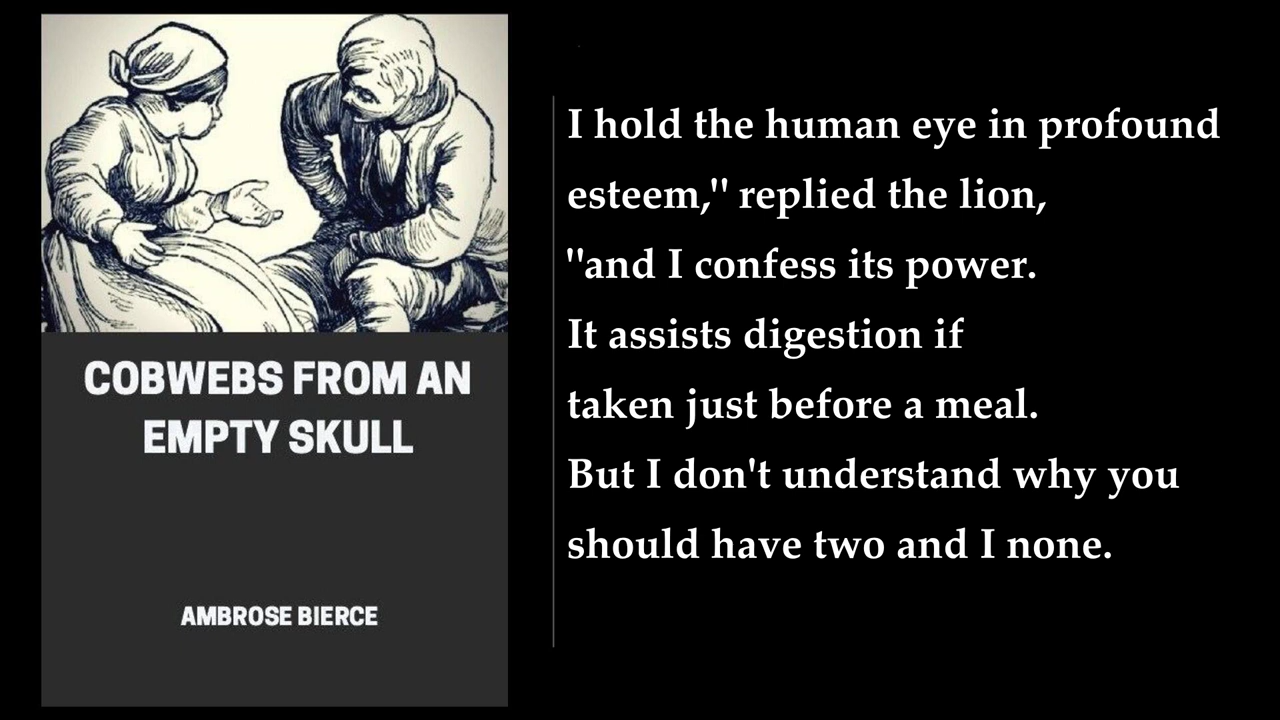 COBWEBS FROM AN
EMPTY SKULL
AMBROSE BIERCE
I hold the human eye in profound
esteem," replied the lion,
"and I confess its power.
It assists digestion if
taken just before a meal.
But I don't understand why you
should have two and I none.